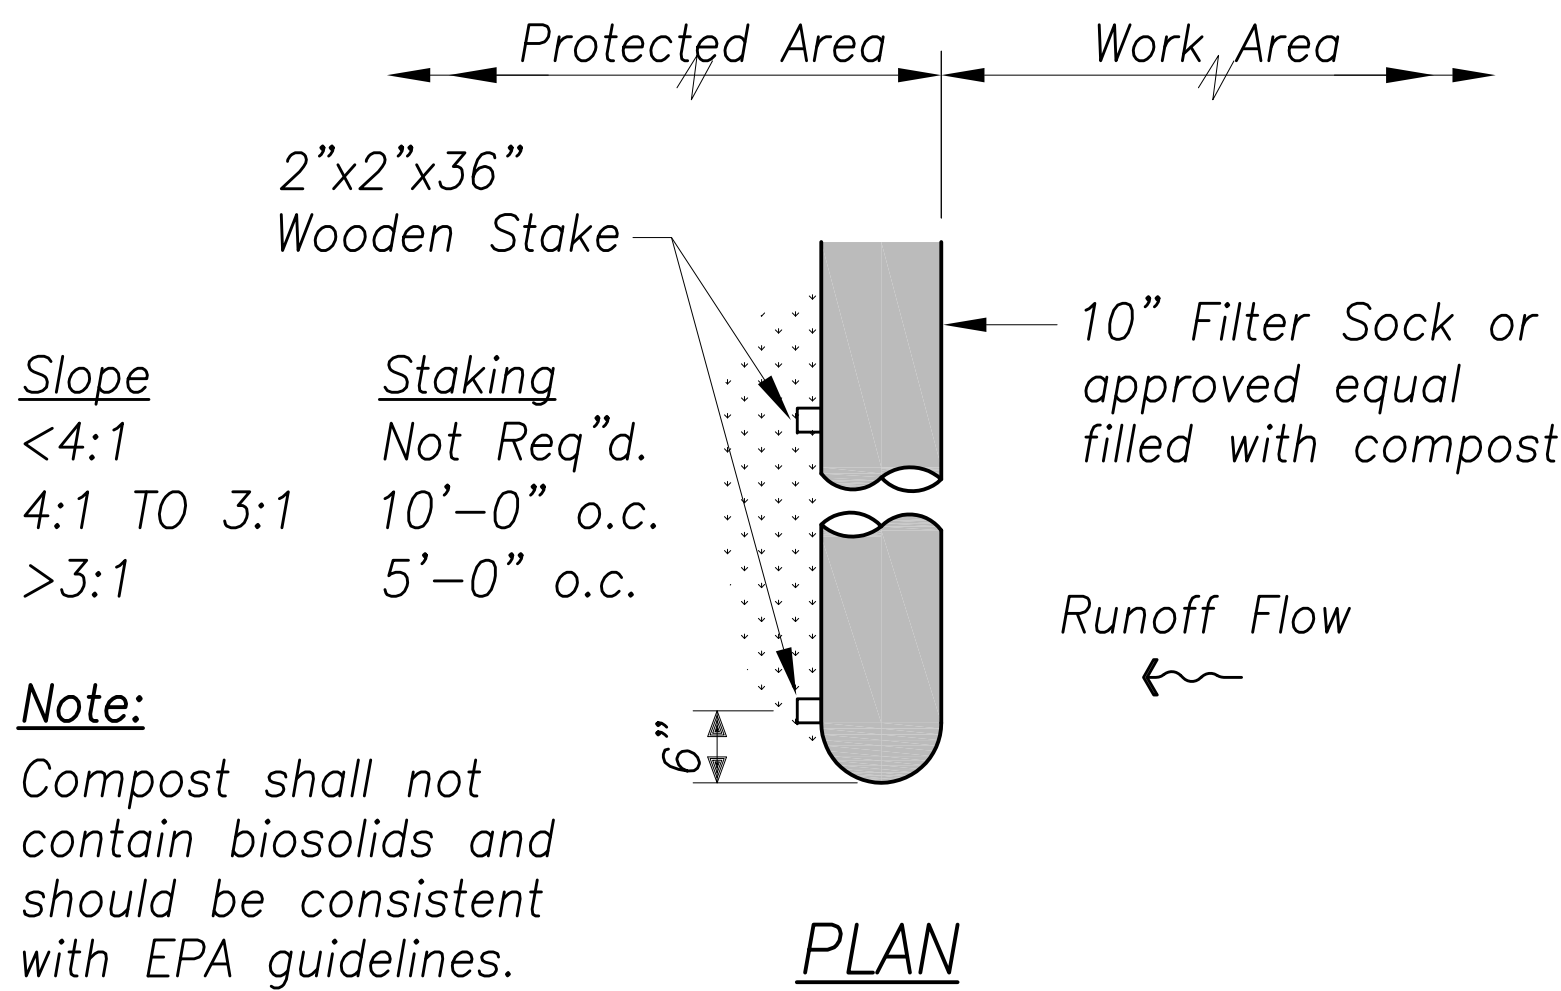 Protected Area
Work Area
2”x2”x36”
Wooden Stake
10” Filter Sock or
approved equal
filled with compost
Slope Staking
<4:1 Not Req”d.
4:1 TO 3:1 10’-0” o.c.
>3:1 5’-0” o.c.
Runoff Flow
6”
Note:
Compost shall not
contain biosolids and
should be consistent
with EPA guidelines.
PLAN